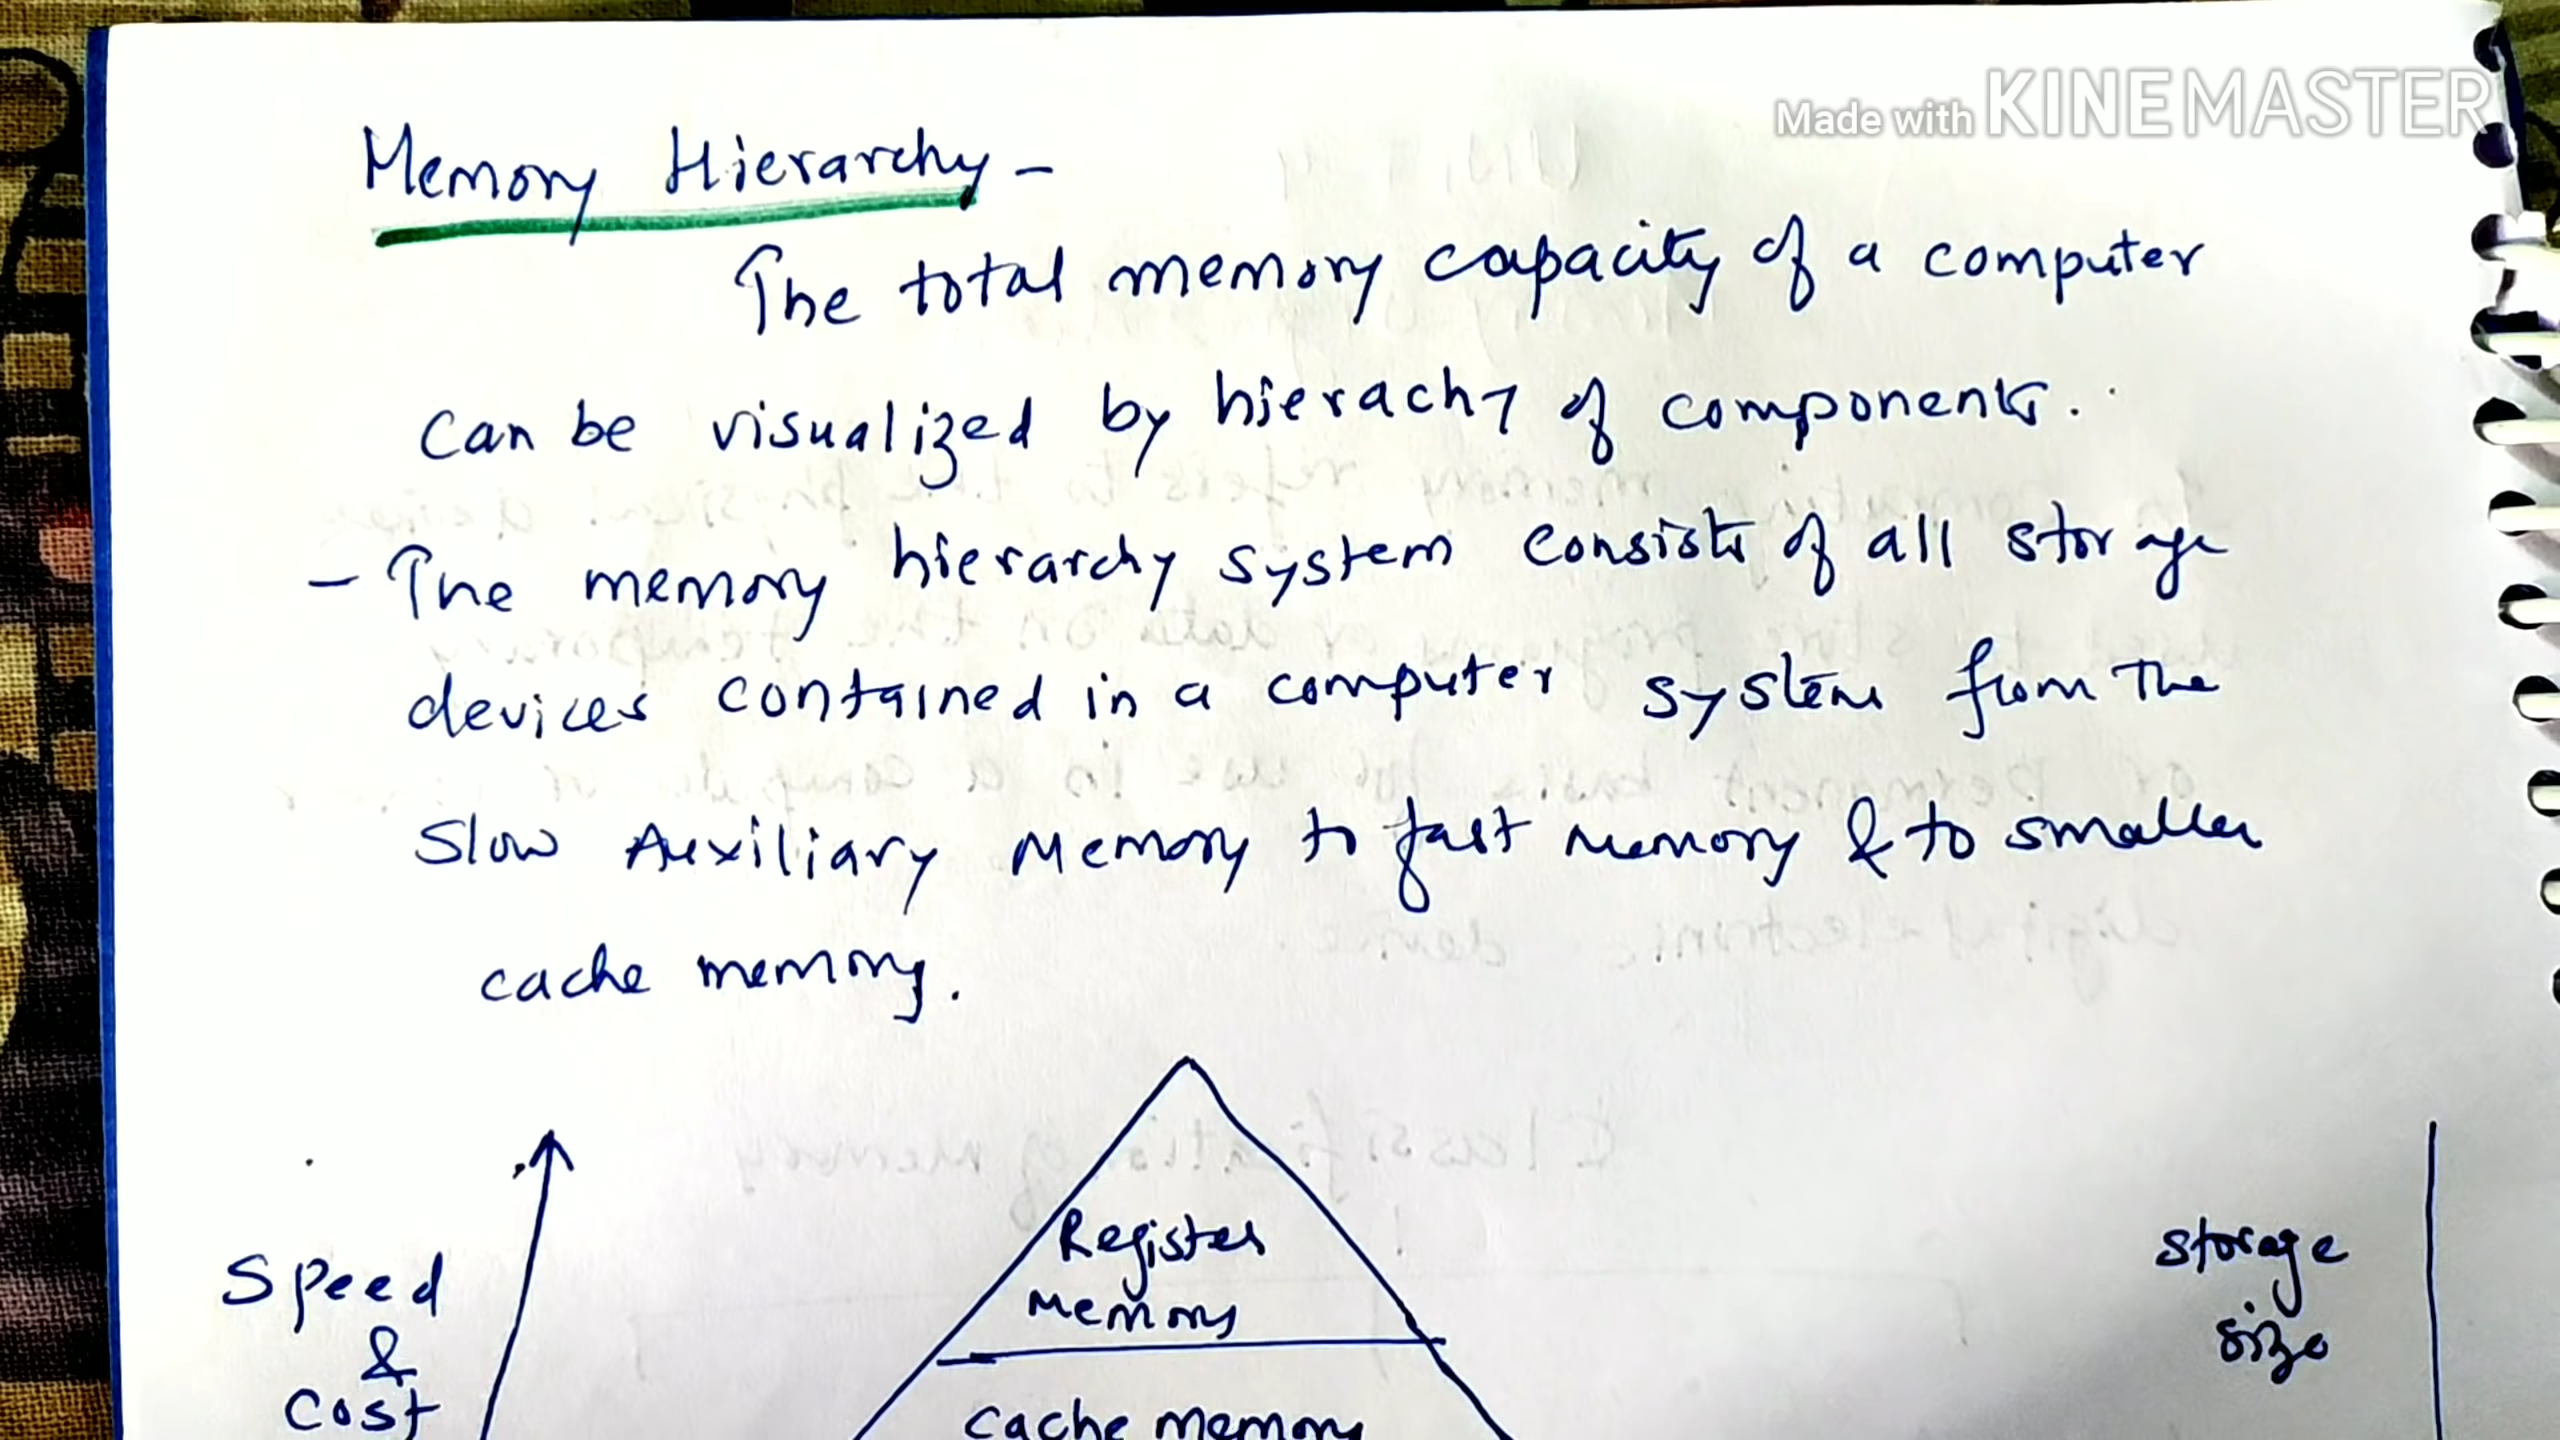 Made with KINEMASTER
Memory Hierarchy -
The total memory capacity of a computer
can be visualized by hierachy of components.
- The memory hierarchy system consists of all storage
devices contained in a computer system from the
slow Auxiliary Memory to fast memory & to smaller
cache memory.
Register
Memory
Cache memory
Speed
&
Cost
storage
size